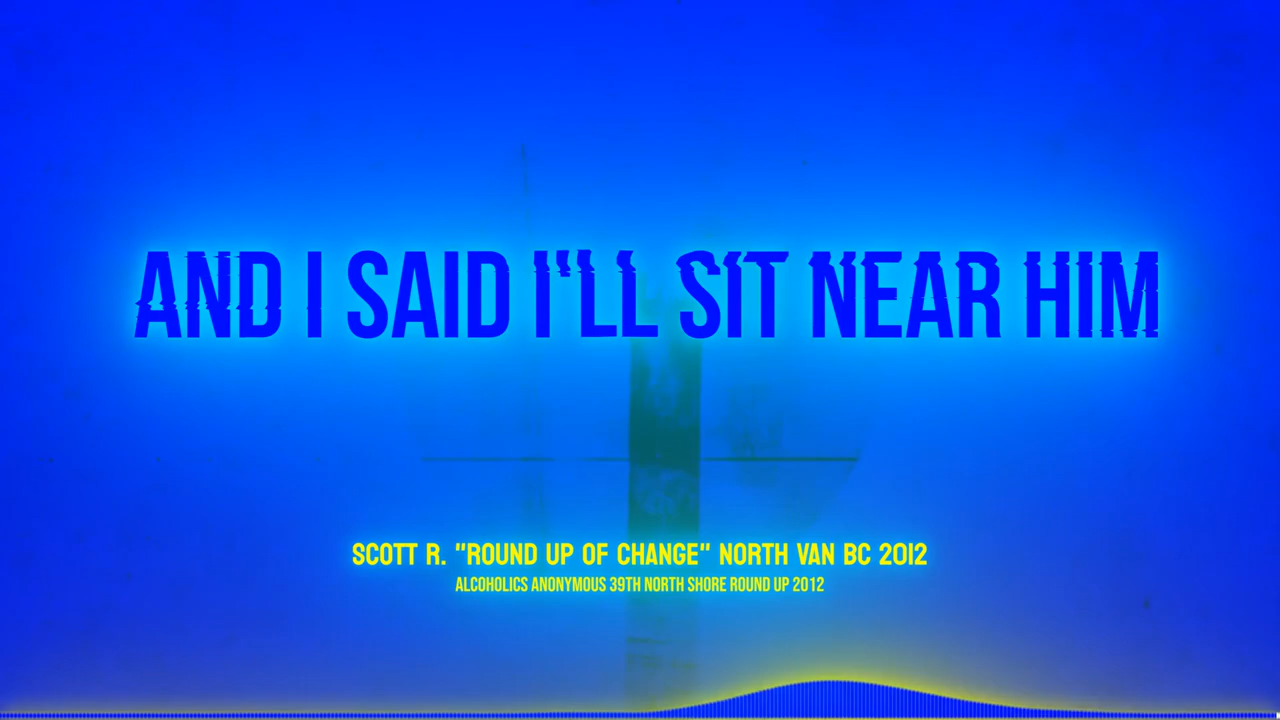 AND I SAID I'LL SIT NEAR HIM
SCOTT R. "ROUND UP OF CHANGE" NORTH VAN BC 2012
ALCOHOLICS ANONYMOUS 39TH NORTH SHORE ROUND UP 2012